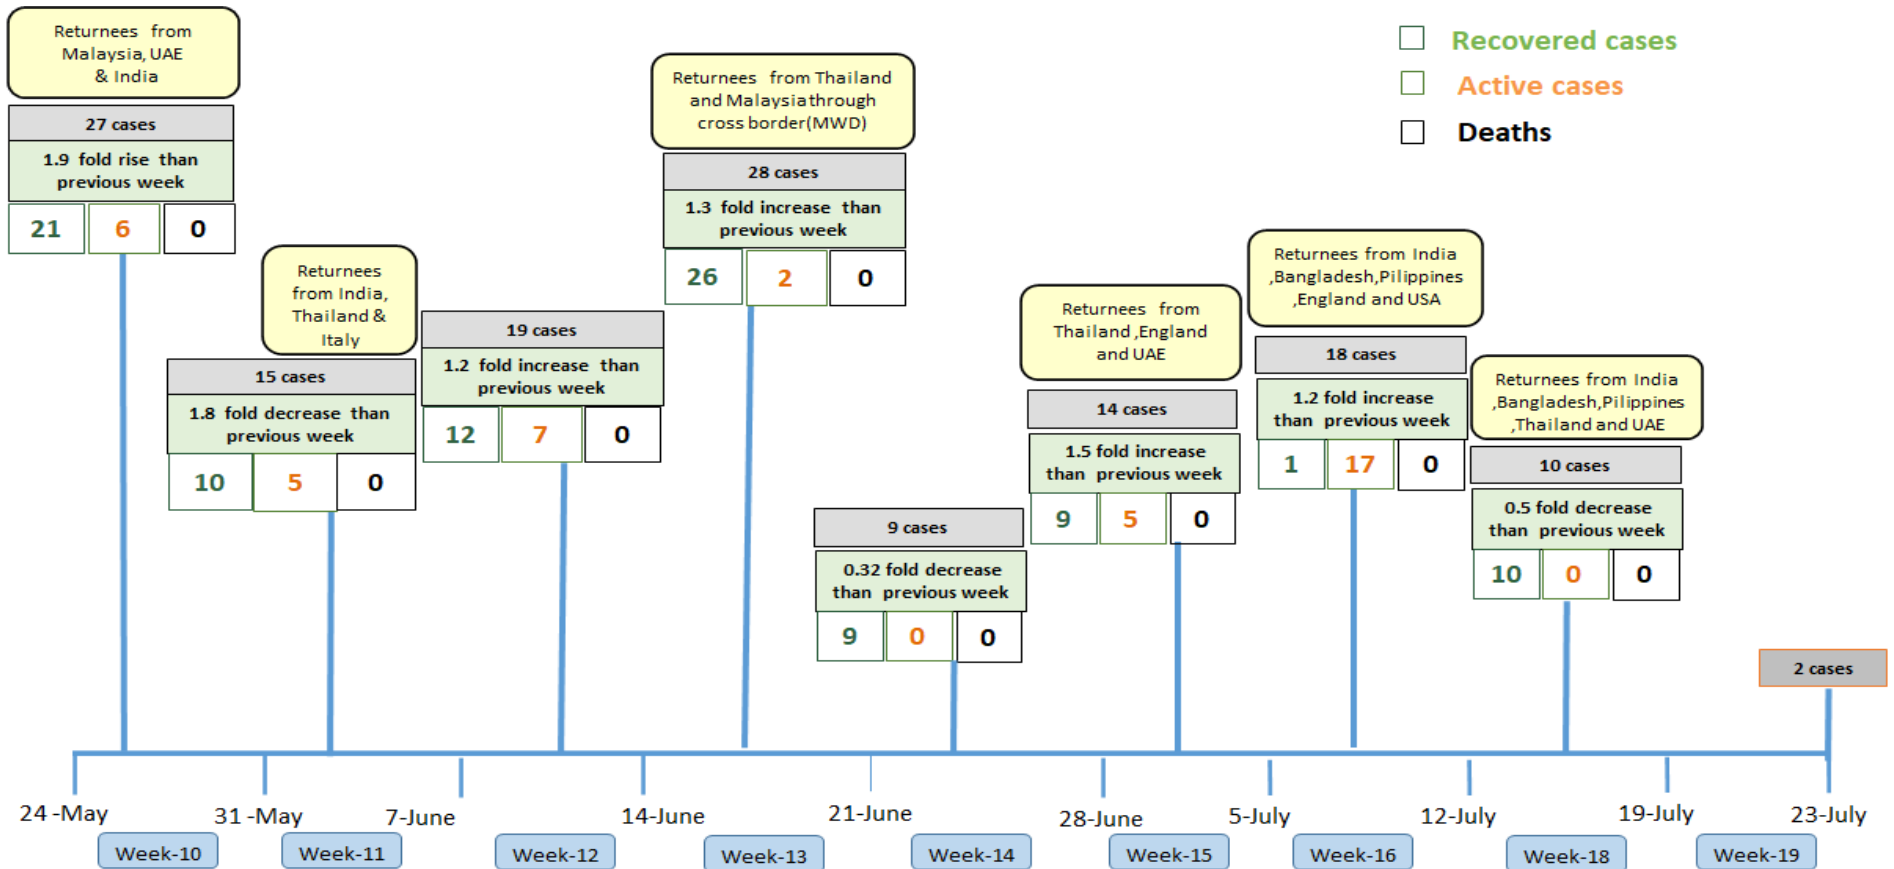 Returnees from
Malaysia,UAE
& India
27 cases
1.9 fold rise than
previous week
21 6 0
Returnees
from India,
Thailand &
Italy
15 cases
1.8 fold decrease than
previous week
10 5 0
19 cases
1.2 fold increase than
previous week
12 7 0
Returnees from Thailand
and Malaysiathrough
cross border(MWD)
28 cases
1.3 fold increase than
previous week
26 2 0
9 cases
0.32 fold decrease
than previous week
9 0 0
Returnees from
Thailand ,England
and UAE
14 cases
1.5 fold increase
than previous week
9 5 0
Returnees from India
,Bangladesh,Pilippines
,England and USA
18 cases
1.2 fold increase
than previous week
1 17 0
Returnees from India
,Bangladesh,Pilippines
,Thailand and UAE
10 cases
0.5 fold decrease
than previous week
10 0 0
2 cases
Recovered cases
Active cases
Deaths
24 -May 31 -May 7-June 14-June 21-June 28-June 5-July 12-July 19-July 23-July
Week-10 Week-11 Week-12 Week-13 Week-14 Week-15 Week-16 Week-18 Week-19